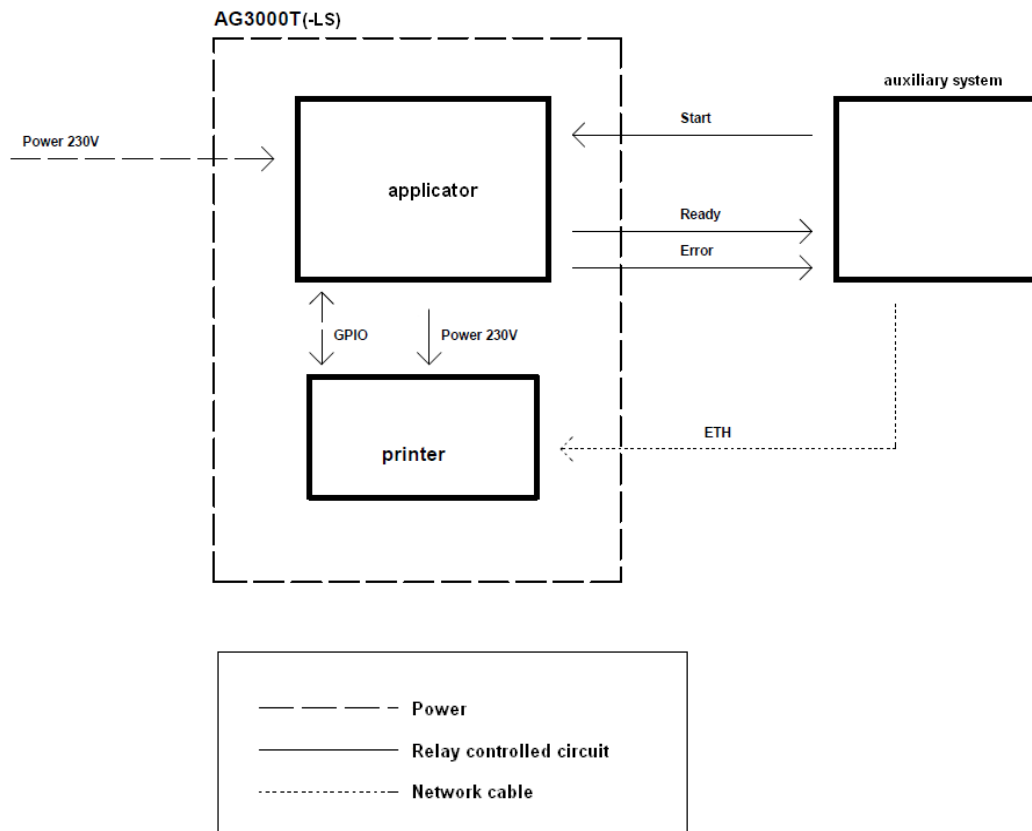 AG3000T(-LS)
auxiliary system
Start
Power 230V
applicator
Ready
Error
GPIO
Power 230V
ETH
printer
Power
Relay controlled circuit
Network cable